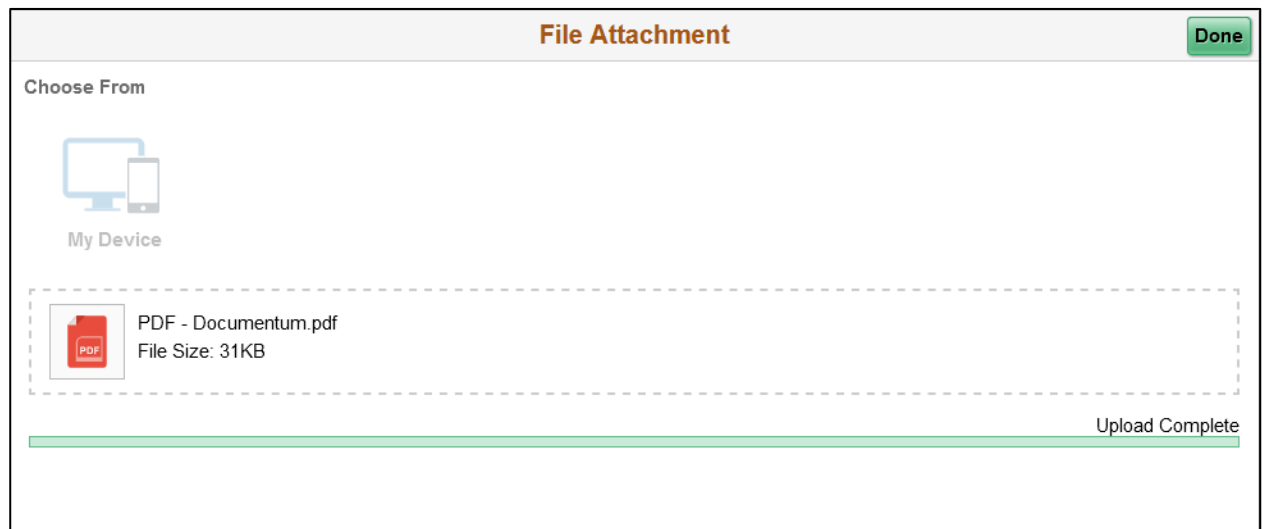 File Attachment
Done
Choose From
My Device
PDF
PDF - Documentum.pdf
File Size: 31KB
Upload Complete